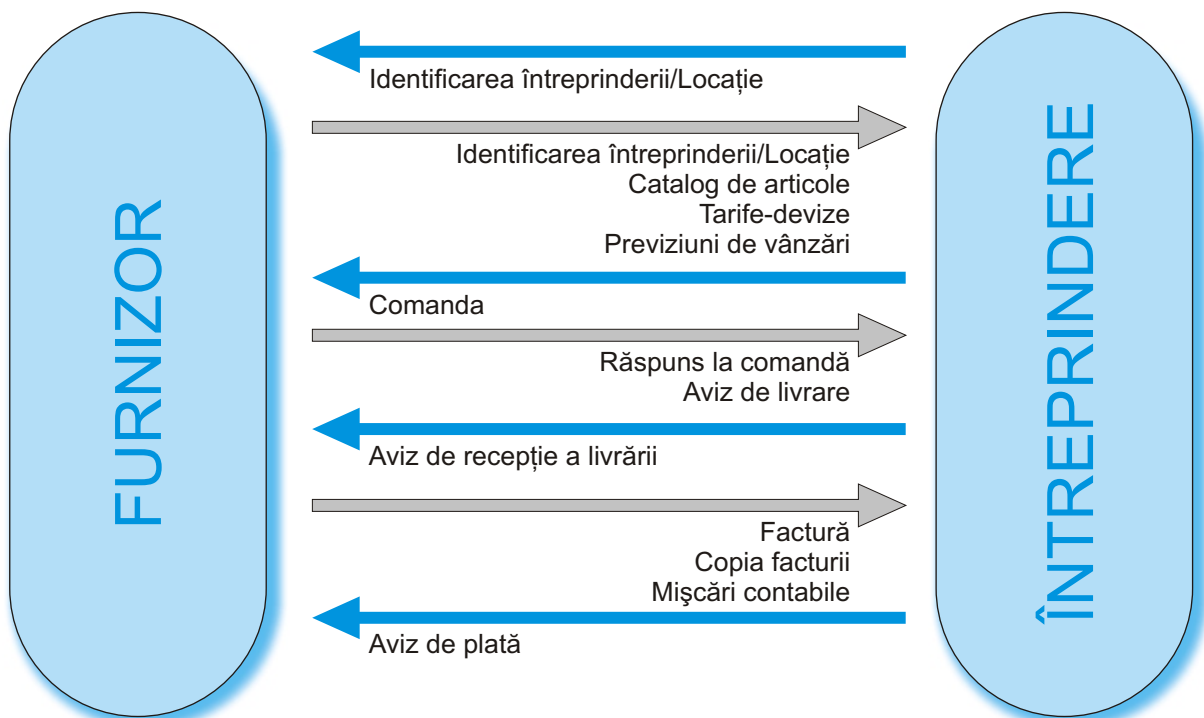 FURNIZOR
Identificarea întreprinderii/Locație
Identificarea întreprinderii/Locație
Catalog de articole
Tarife-devize
Previziuni de vânzări
Comanda
Răspuns la comandă
Aviz de livrare
Aviz de recepție a livrării
Factură
Copia facturii
Mişcări contabile
Aviz de plată
ÎNTREPRINDERE